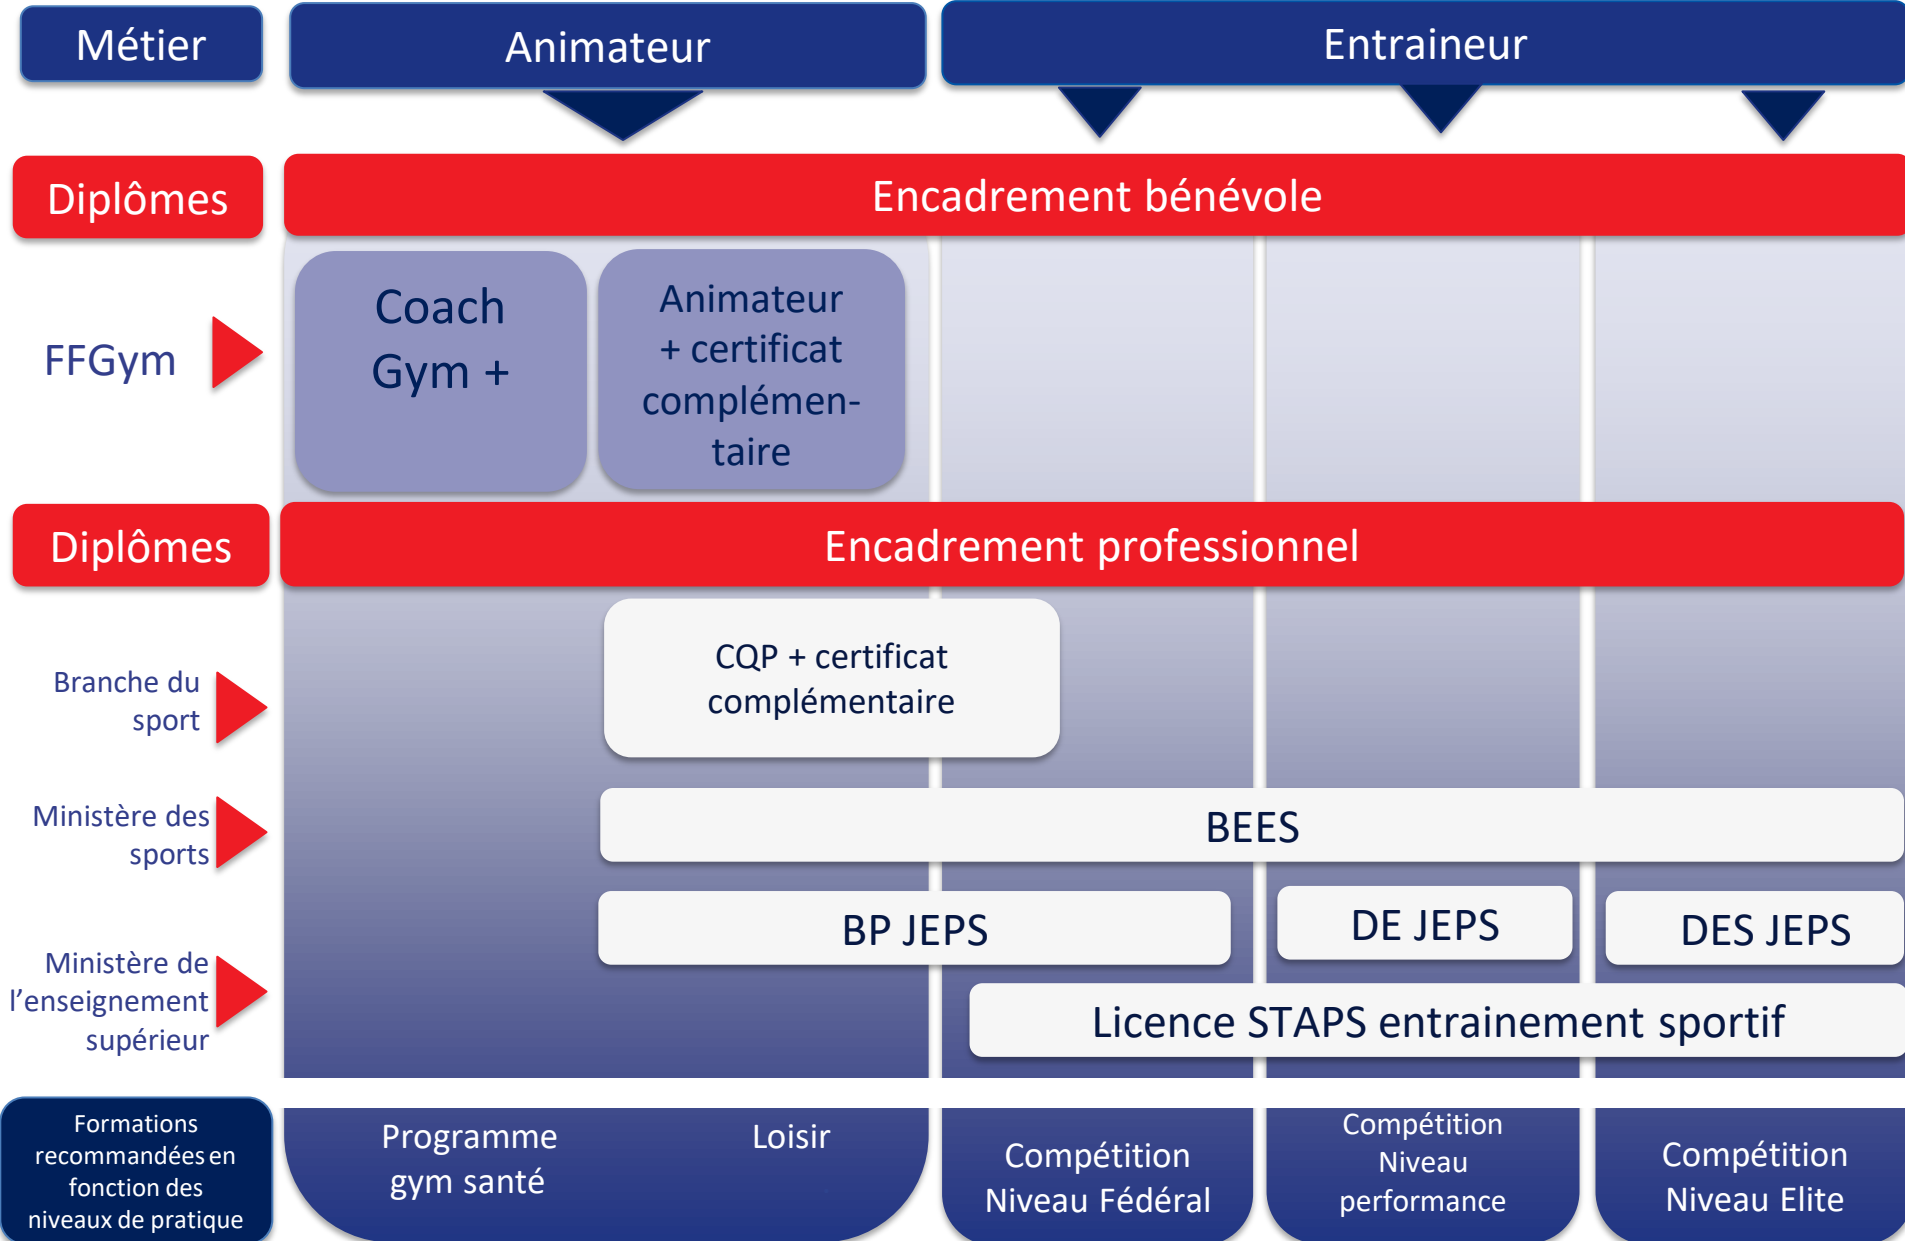 Métier
Animateur
Entraineur
Diplômes
Encadrement bénévole
FFGym
Coach
Gym +
Animateur
+ certificat
complémen-
taire
Diplômes
Encadrement professionnel
Branche du
sport
CQP + certificat
complémentaire
Ministère des
sports
BEES
BP JEPS
DE JEPS
DES JEPS
Ministère de
l’enseignement
supérieur
Licence STAPS entrainement sportif
Formations
recommandées en
fonction des
niveaux de pratique
Programme
gym santé
Loisir
Compétition
Niveau Fédéral
Compétition
Niveau
performance
Compétition
Niveau Elite